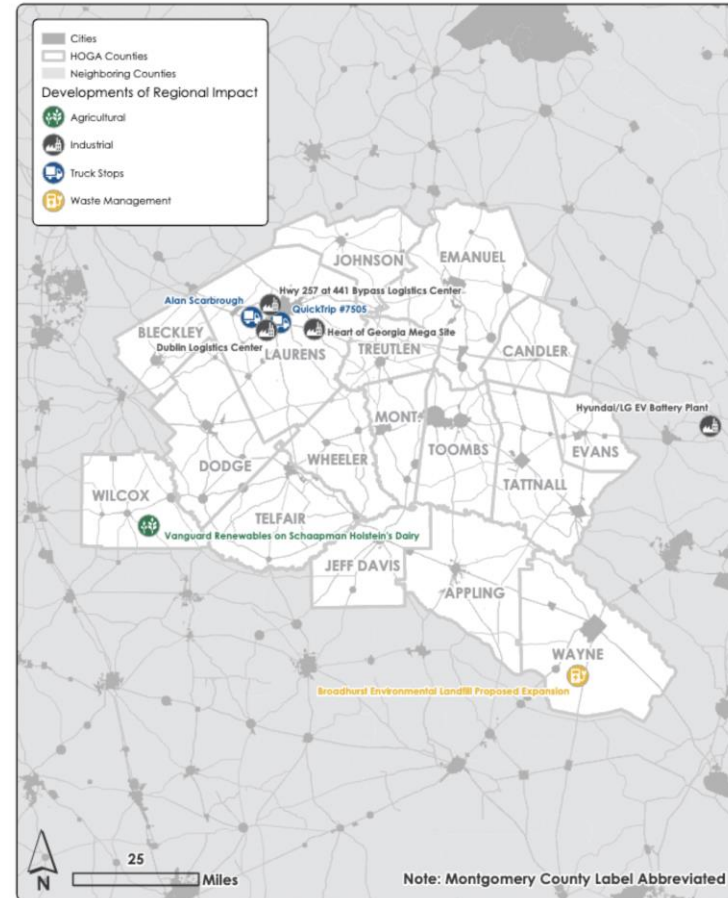 Cities
HOGA Counties
Neighboring Counties
Developments of Regional Impact
Agricultural
Industrial
Truck Stops
Waste Management
JOHNSON
EMANUEL
Hwy 257 at 441 Bypass Logistics Center
Alan Scarbrough
QuickTrip #7505
BLECKLEY
Heart of Georgia Mega Site
Dublin Logistics Center
LAURENS
TREUTLEN
CANDLER
Hyundai/LG EV Battery Plant
MONT.
TOOMBS
EVANS
DODGE
WHEELER
TATTNALL
WILCOX
TELFAIR
Vanguard Renewables on Schaapman Holstein's Dairy
JEFF DAVIS
APPLING
WAYNE
Broadhurst Environmental Landfill Proposed Expansion
N
25
Miles
Note: Montgomery County Label Abbreviated